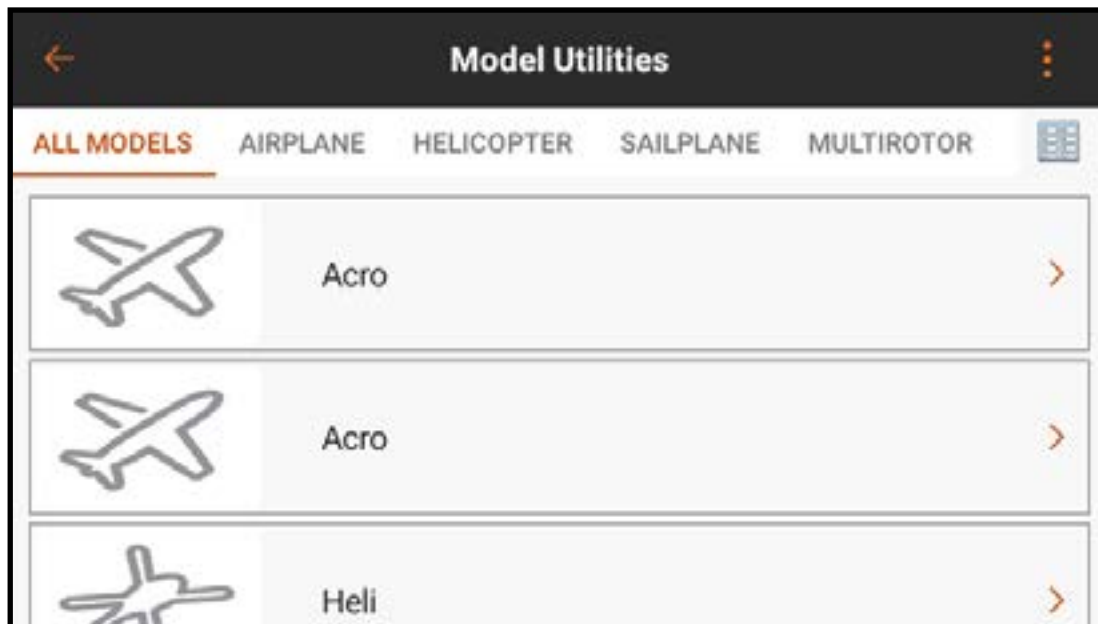 Model Utilities
ALL MODELS AIRPLANE HELICOPTER SAILPLANE MULTIROTOR
Acro
Acro
Heli